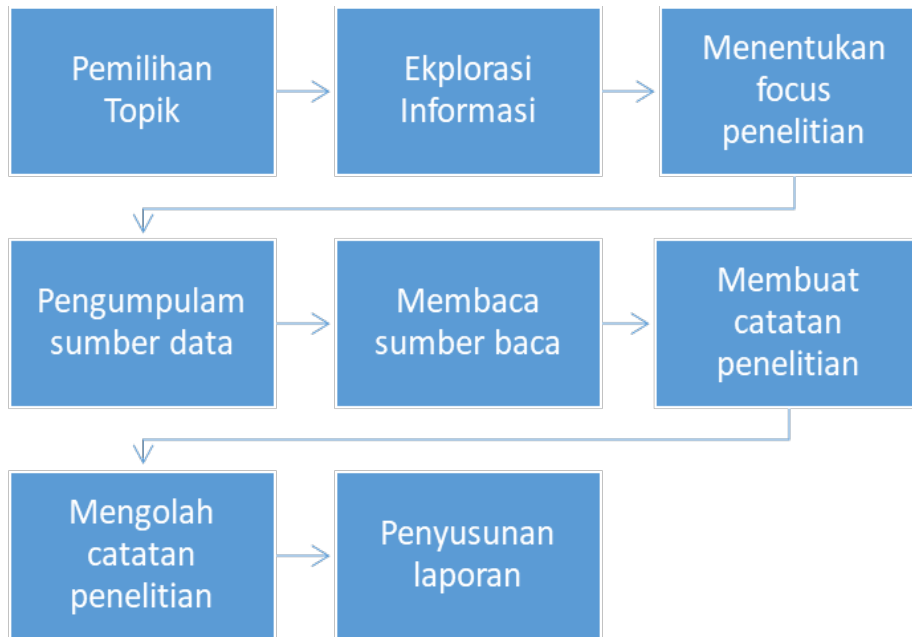 Pemilihan
Topik
Ekplorasi
Informasi
Menentukan
focus
penelitian
Pengumpulam
sumber data
Membaca
sumber baca
Membuat
catatan
penelitian
Mengolah
catatan
penelitian
Penyusunan
laporan